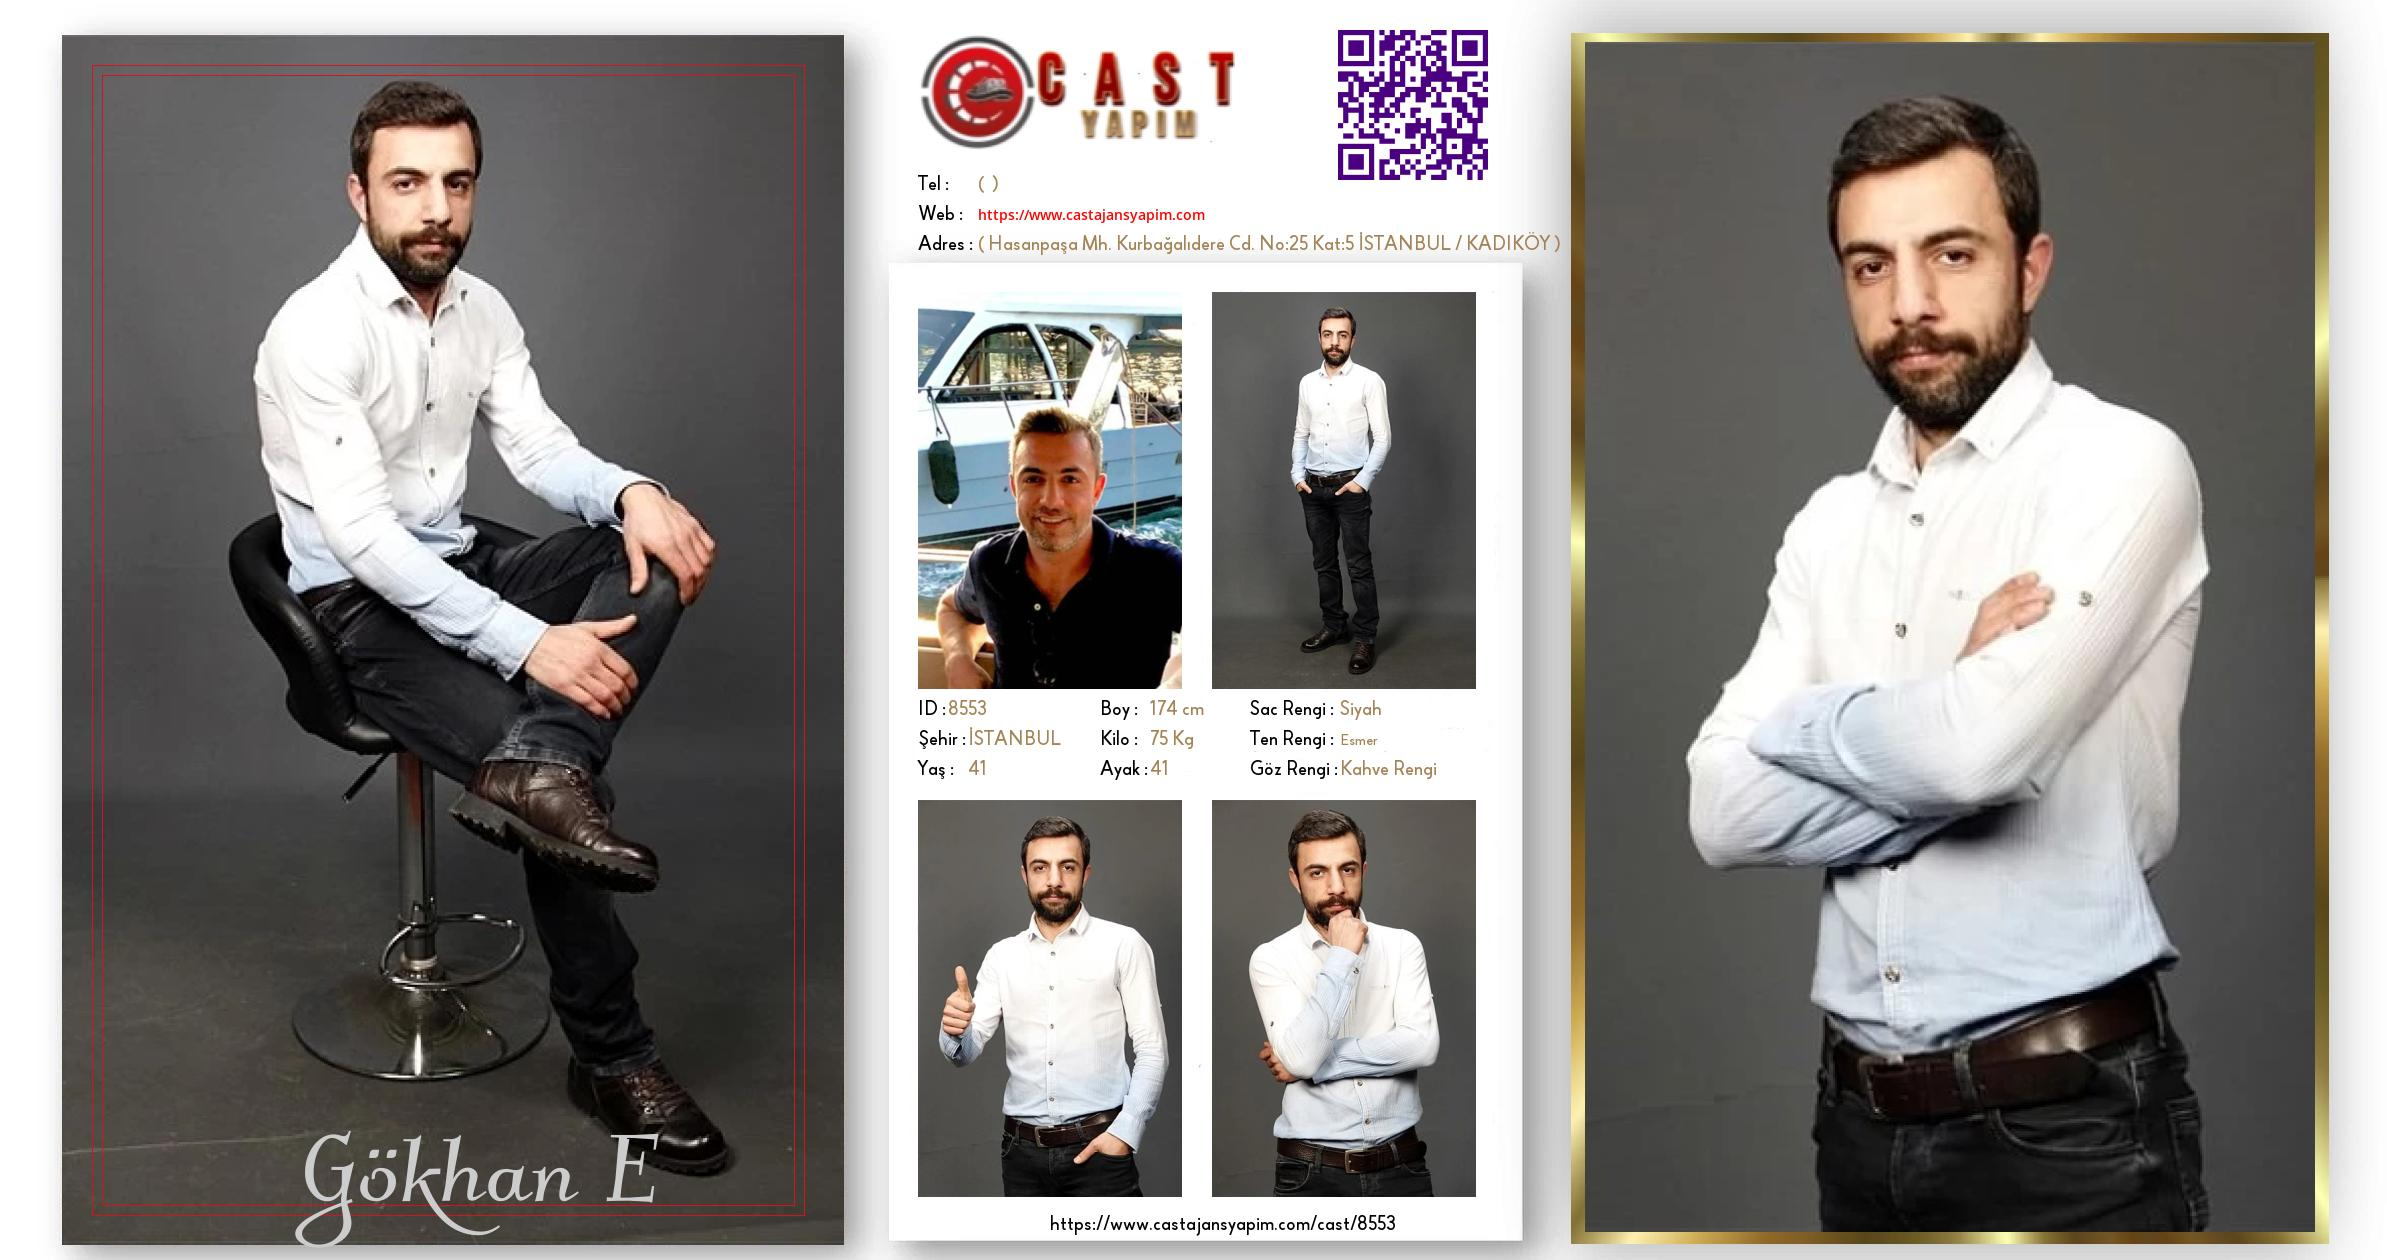 CAST
YAPIM
Tel : ( )
Web : https://www.castajansyapim.com
Adres : ( Hasanpaşa Mh. Kurbağalıdere Cd. No:25 Kat:5 İSTANBUL / KADIKÖY )
ID : 8553 Boy : 174 cm Sac Rengi : Siyah
Şehir : İSTANBUL Kilo : 75 Kg Ten Rengi : Esmer
Yaş : 41 Ayak : 41 Göz Rengi : Kahve Rengi
https://www.castajansyapim.com/cast/8553
Gökhan E